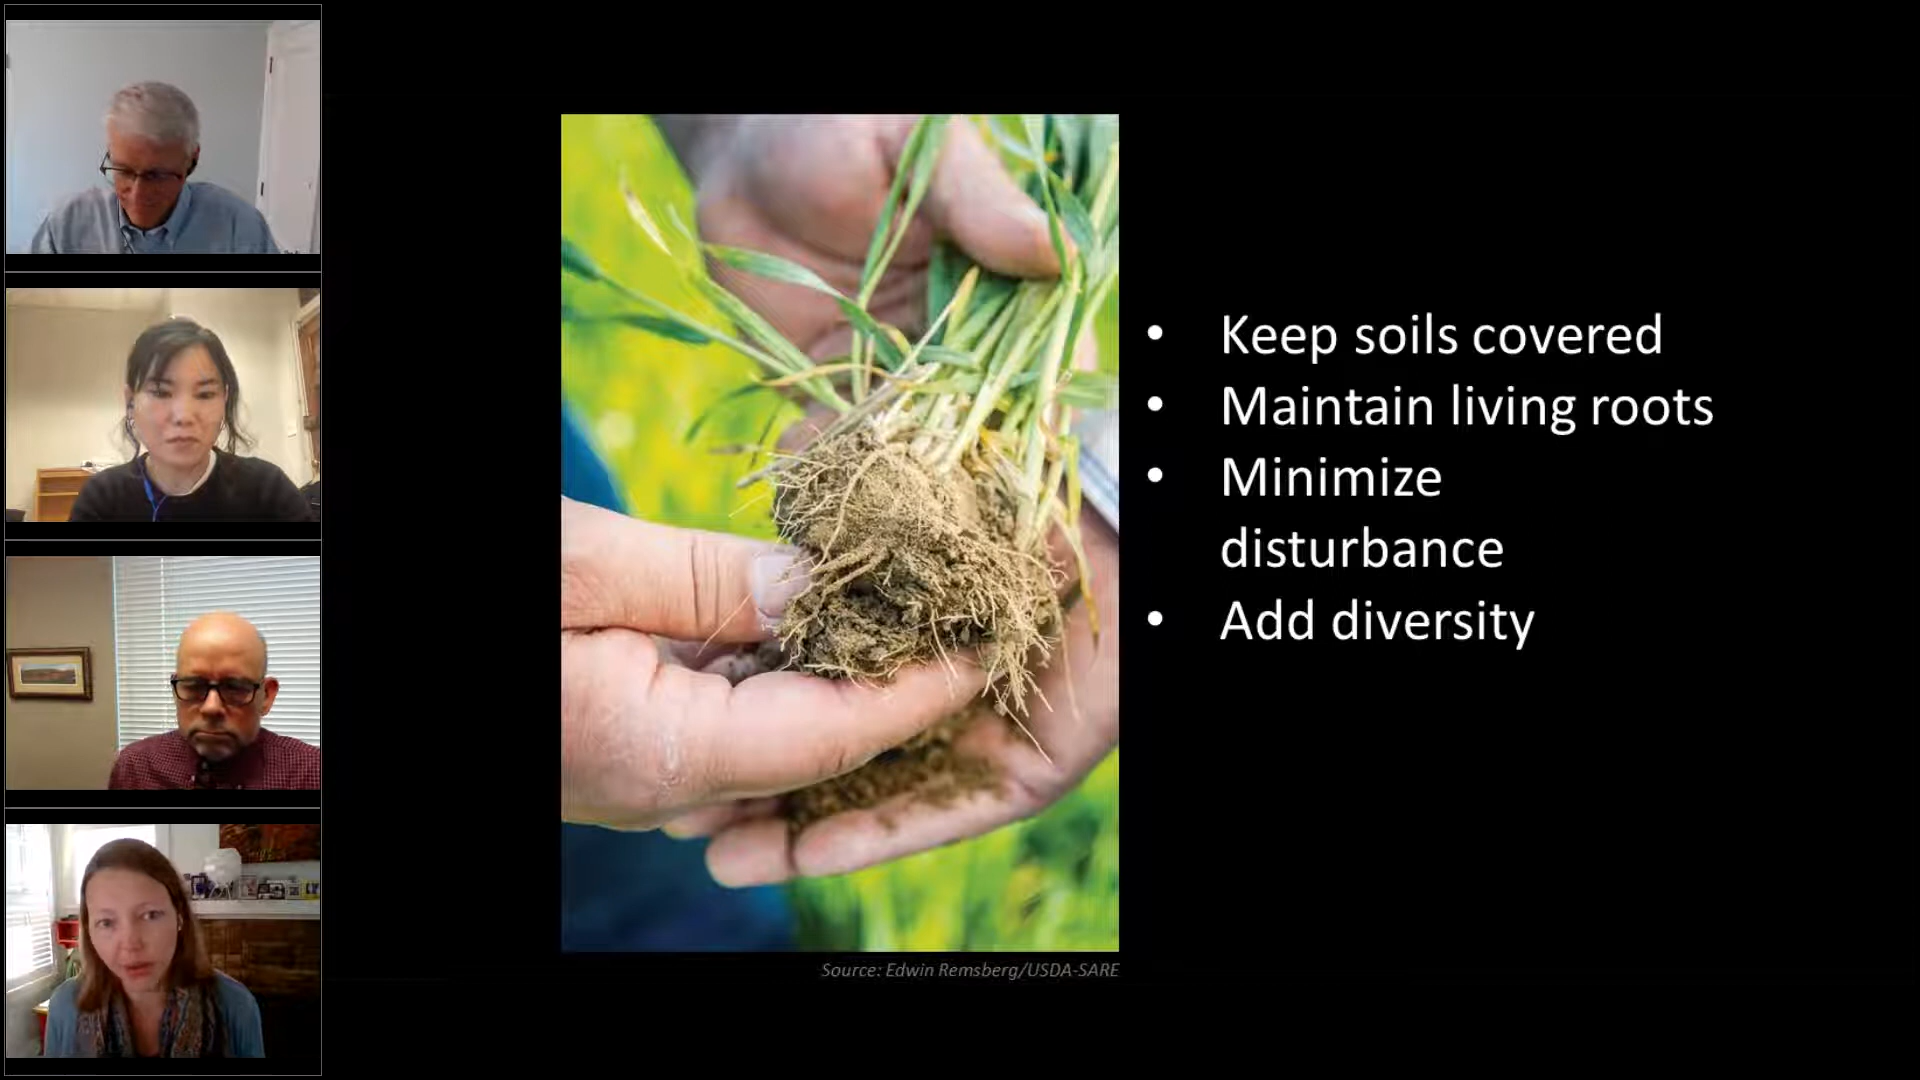 • Keep soils covered
• Maintain living roots
• Minimize
disturbance
• Add diversity
Source: Edwin Remsberg/USDA-SARE